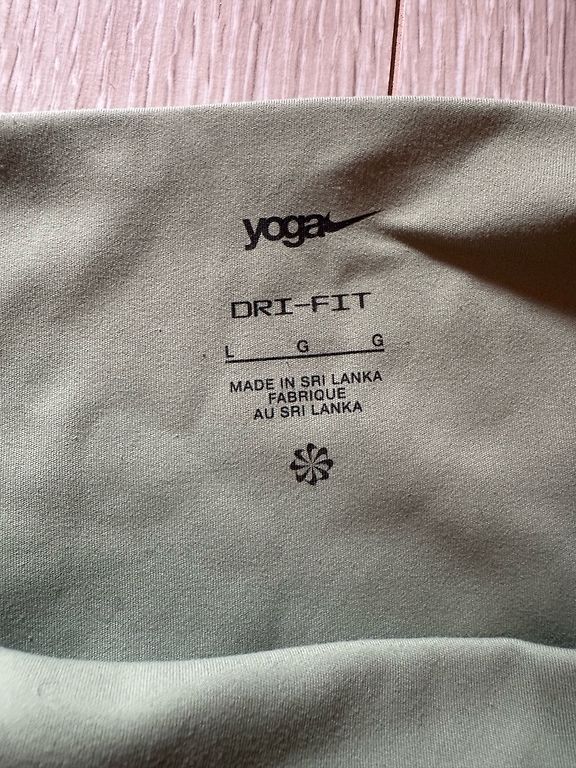 yoga
DRI-FIT
L G G
MADE IN SRI LANKA
FABRIQUE
AU SRI LANKA